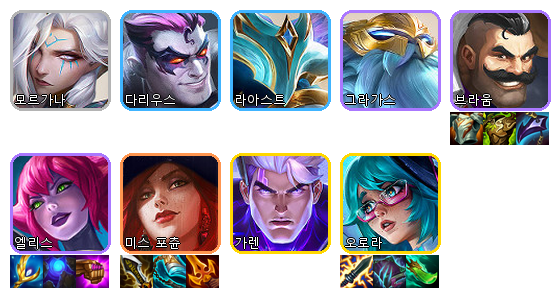 모르가나
다리우스
라아스트
그라가스
브라움
엘리스
미스 포츈
가렌
오로라